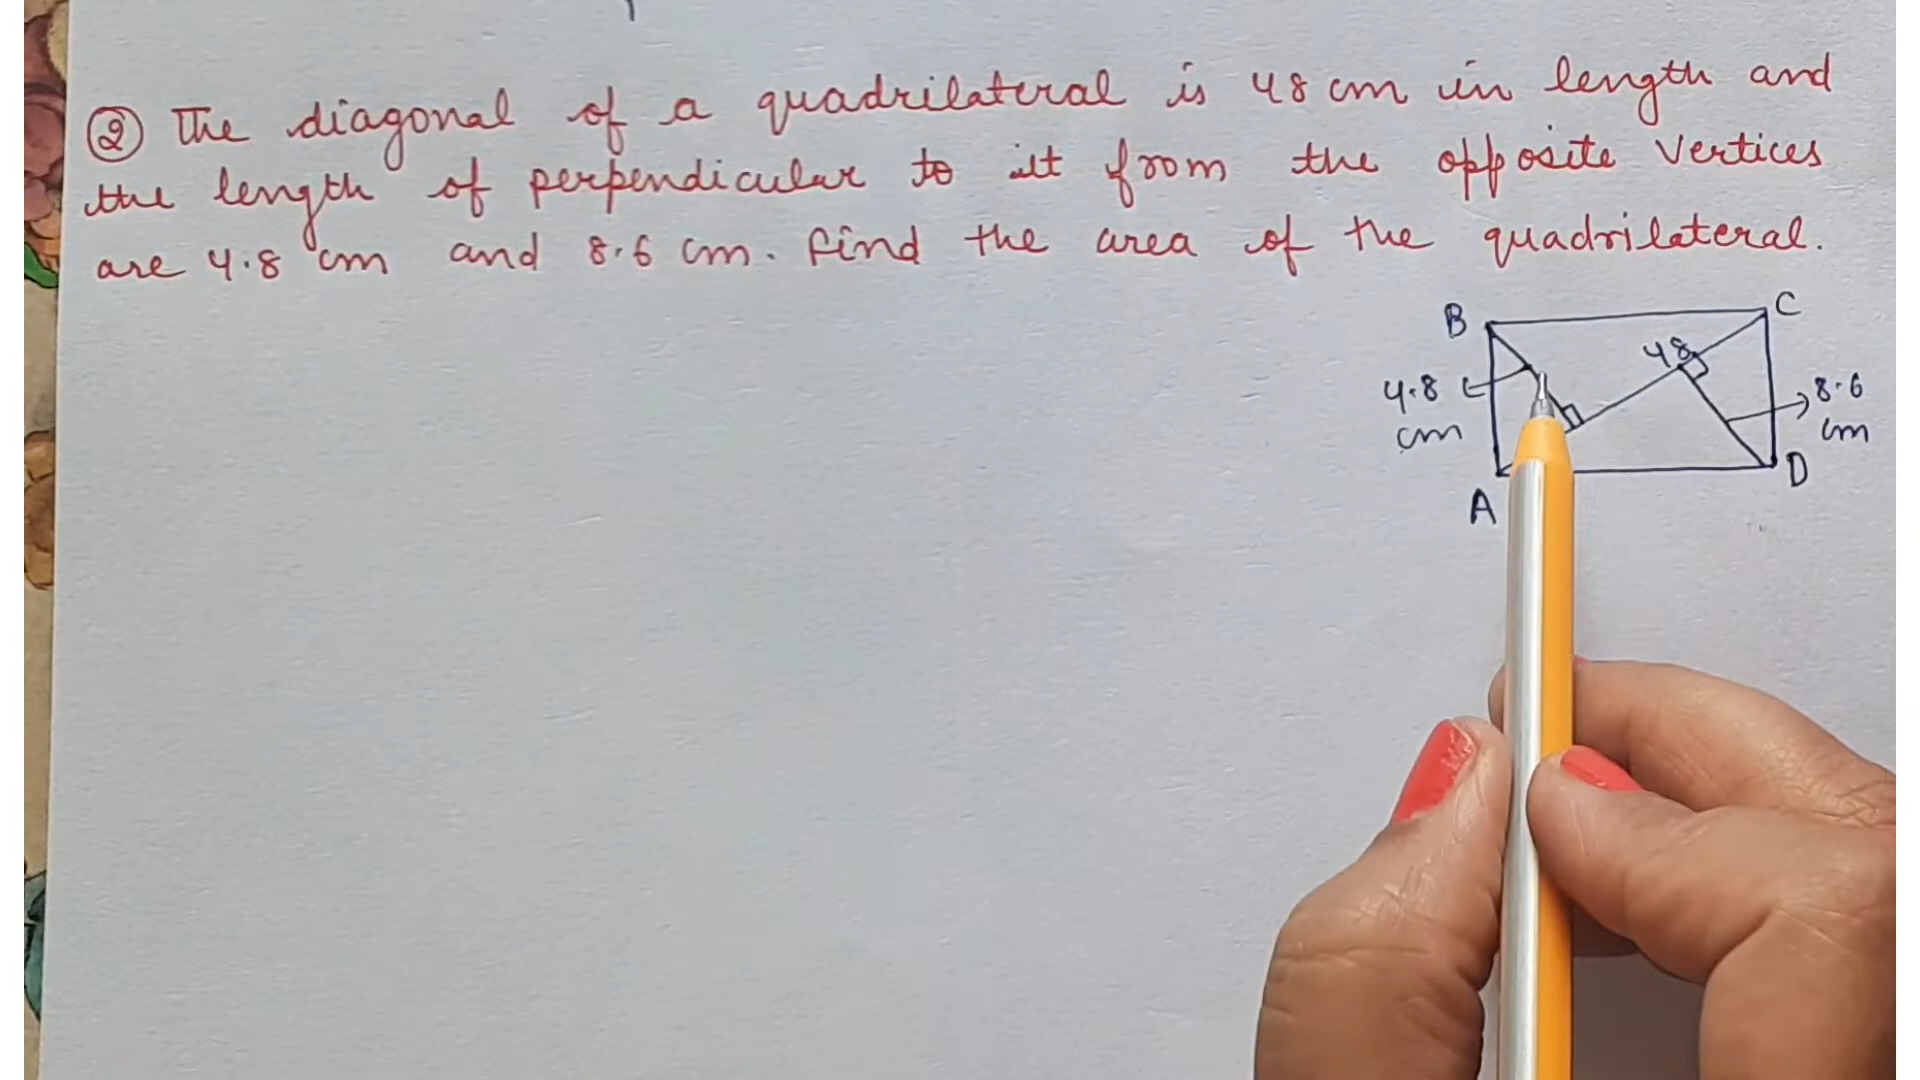 ② The diagonal of a quadrilateral is 48 cm in length and
the length of perpendicular to it from the opposite vertices
are 4.8 cm and 8.6 cm. Find the area of the quadrilateral.
B
C
48
4.8
cm
8.6
cm
A
D